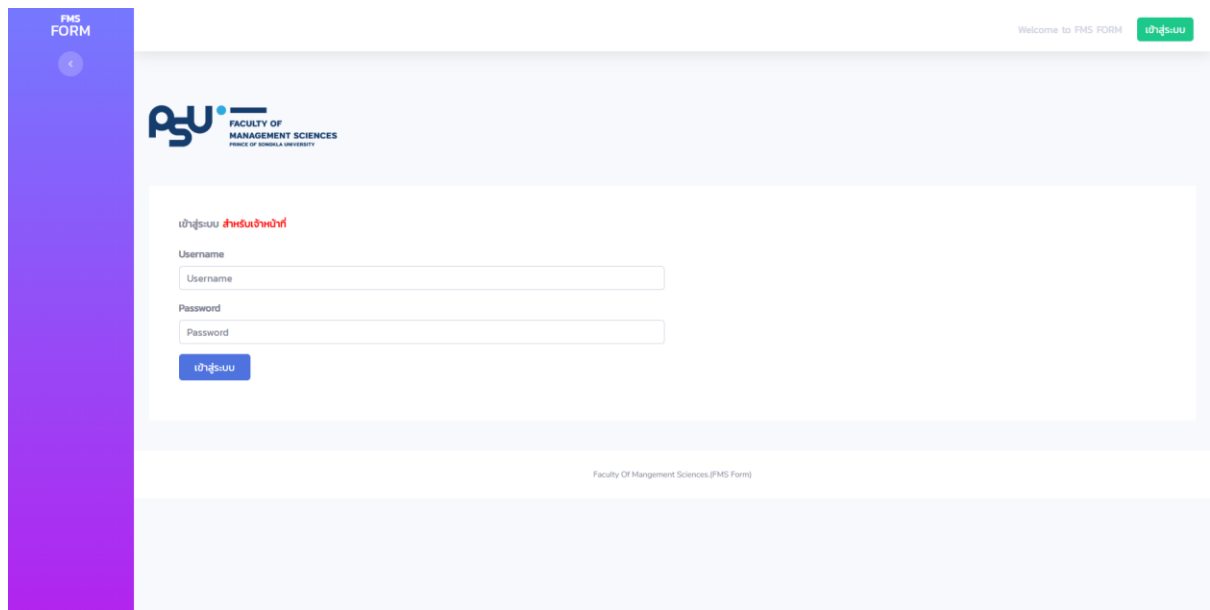 FMS
FORM
Welcome to FMS FORM
เข้าสู่ระบบ
PSU
FACULTY OF
MANAGEMENT SCIENCES
PRINCE OF SONGKLA UNIVERSITY
เข้าสู่ระบบ สำหรับเจ้าหน้าที่
Username
Username
Password
Password
เข้าสู่ระบบ
Faculty Of Mangement Sciences.(FMS Form)